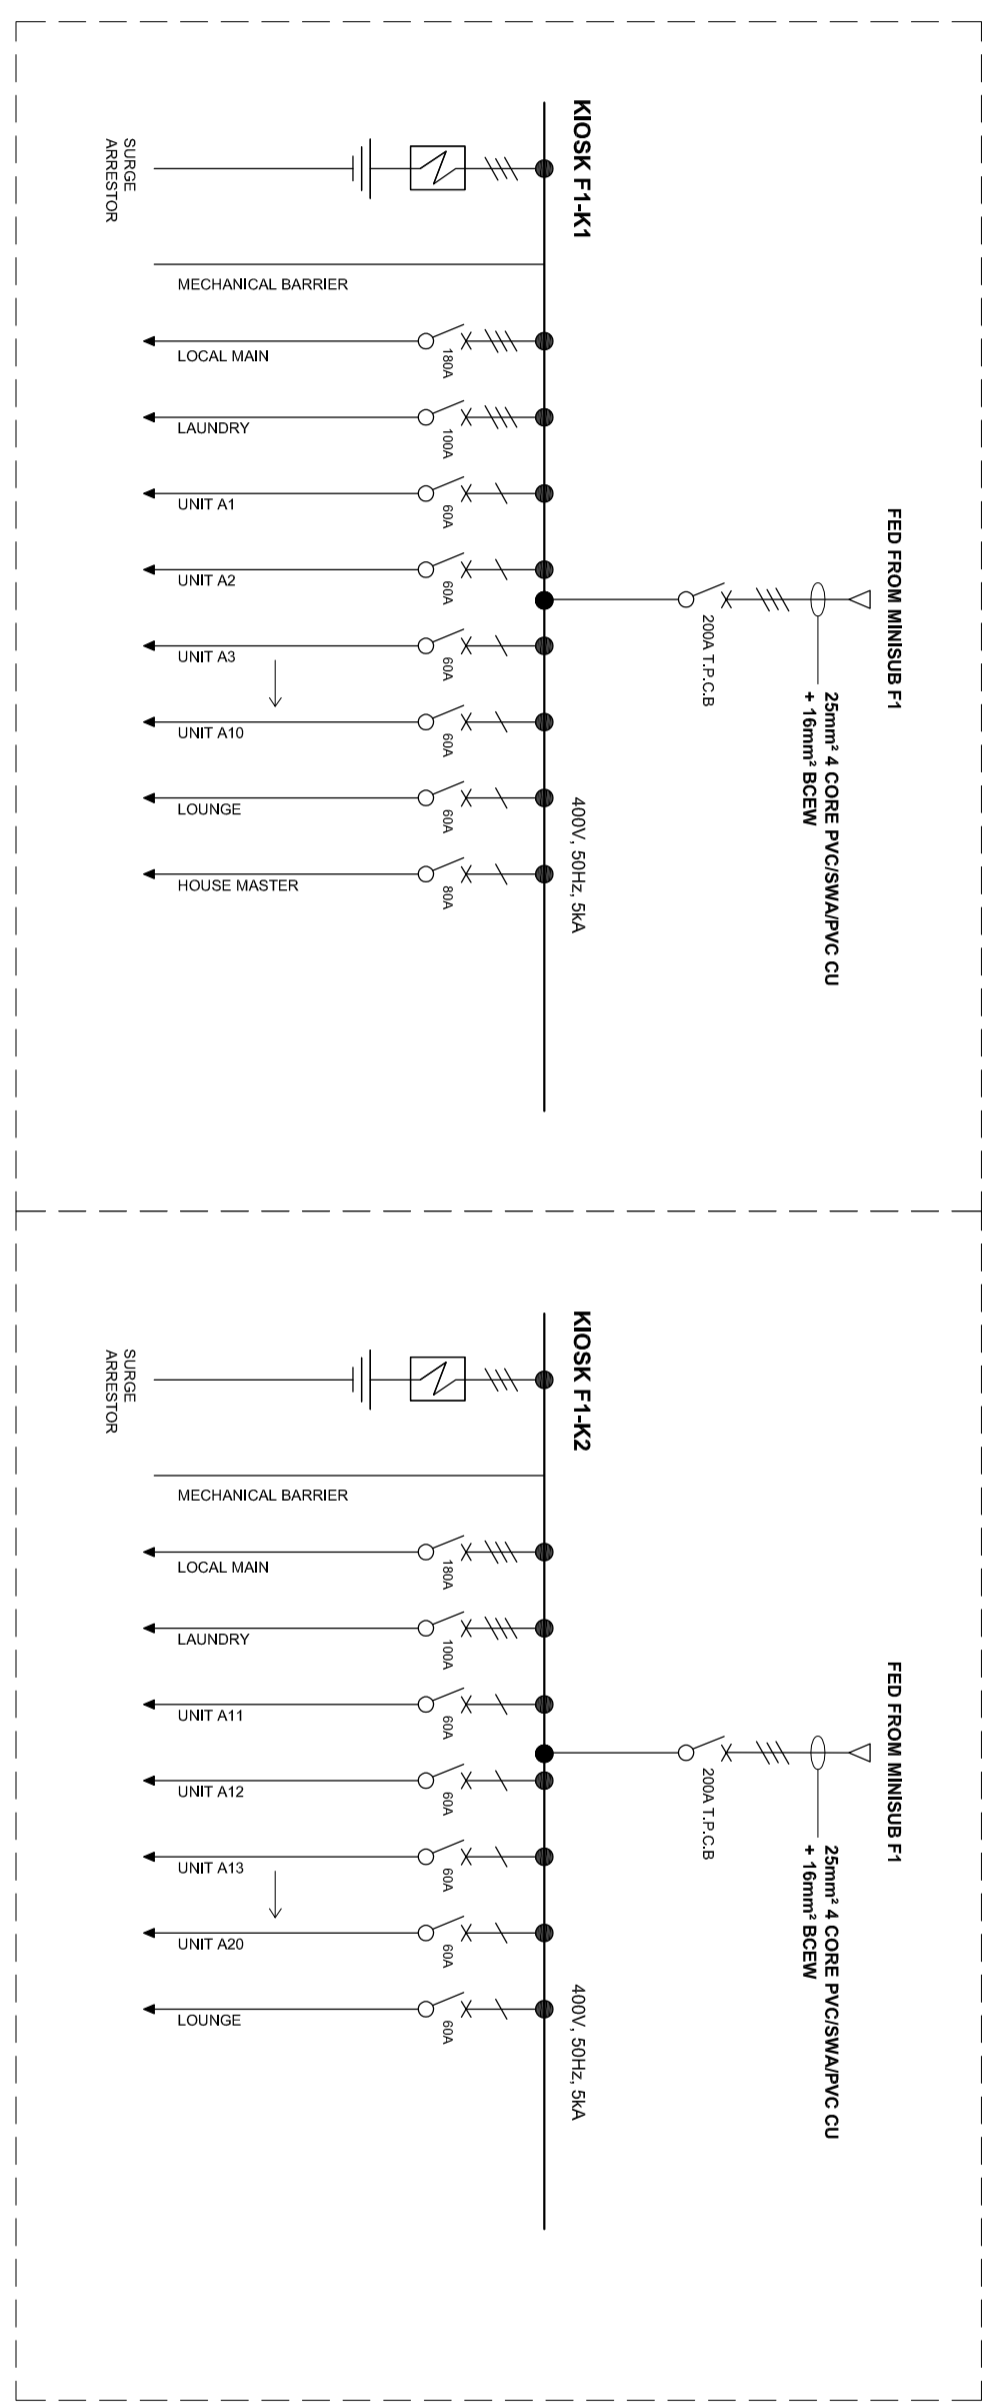 FED FROM MINISUB F1
25mm² 4 CORE PVC/SWA/PVC CU
+ 16mm² BCEW
200A T.P.C.B
KIOSK F1-K1
400V, 50Hz, 5kA
SURGE
ARRESTOR
MECHANICAL BARRIER
180A
LOCAL MAIN
100A
LAUNDRY
60A
UNIT A1
60A
UNIT A2
60A
UNIT A3
60A
UNIT A10
60A
LOUNGE
80A
HOUSE MASTER
FED FROM MINISUB F1
25mm² 4 CORE PVC/SWA/PVC CU
+ 16mm² BCEW
200A T.P.C.B
KIOSK F1-K2
400V, 50Hz, 5kA
SURGE
ARRESTOR
MECHANICAL BARRIER
180A
LOCAL MAIN
100A
LAUNDRY
60A
UNIT A11
60A
UNIT A12
60A
UNIT A13
60A
UNIT A20
60A
LOUNGE